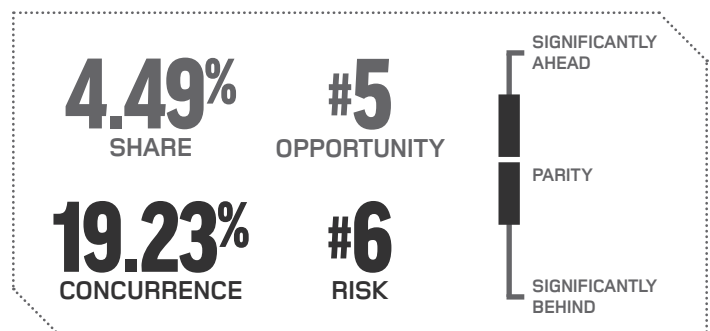 4.49%
SHARE
#5
OPPORTUNITY
19.23%
CONCURRENCE
#6
RISK
SIGNIFICANTLY
AHEAD
PARITY
SIGNIFICANTLY
BEHIND